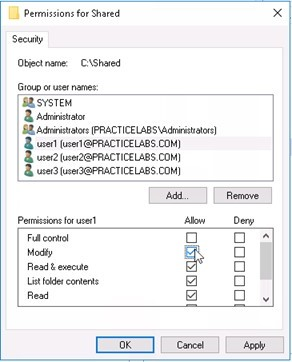 Permissions for Shared
Security
Object name: C:\Shared
Group or user names:
SYSTEM
Administrator
Administrators (PRACTICELABS\Administrators)
user1 (user1@PRACTICELABS.COM)
user2 (user2@PRACTICELABS.COM)
user3 (user3@PRACTICELABS.COM)
Add... Remove
Permissions for user1 Allow Deny
Full control
Modify
Read & execute
List folder contents
Read
OK Cancel Apply